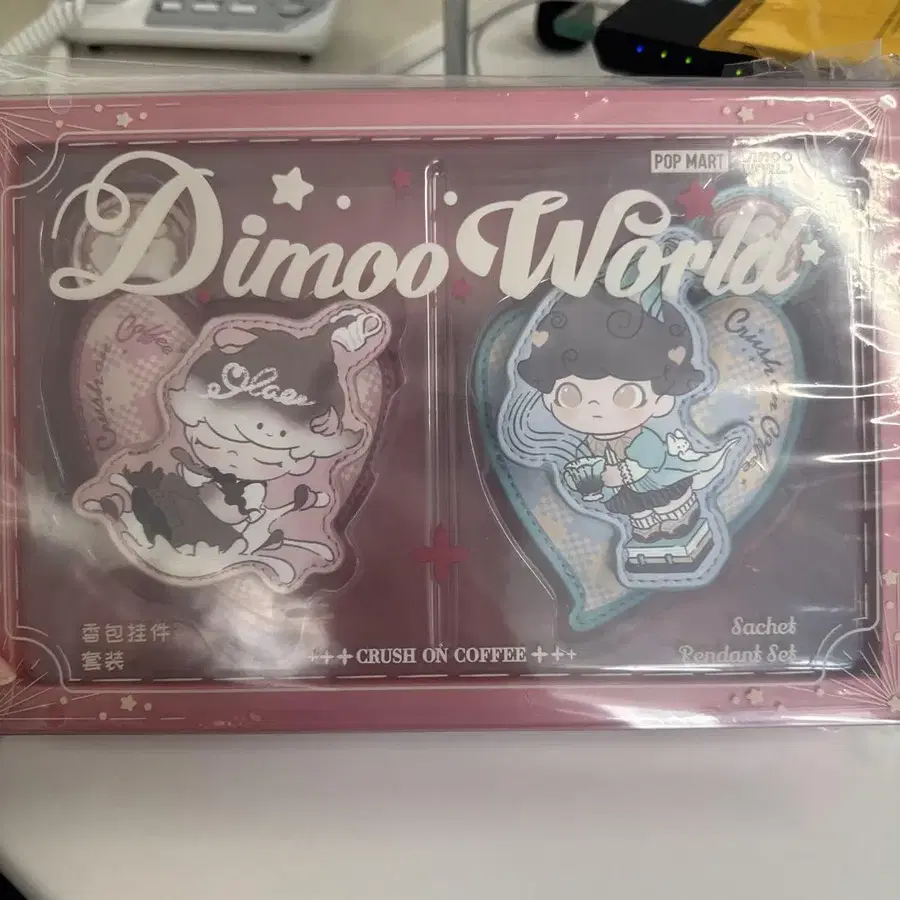 POP MART
DIMOO
WORLD
Dimoo World
Coffee
Crush on
Crush on Coffee
香包挂件
套装
CRUSH ON COFFEE
Sachet
Pendant Set